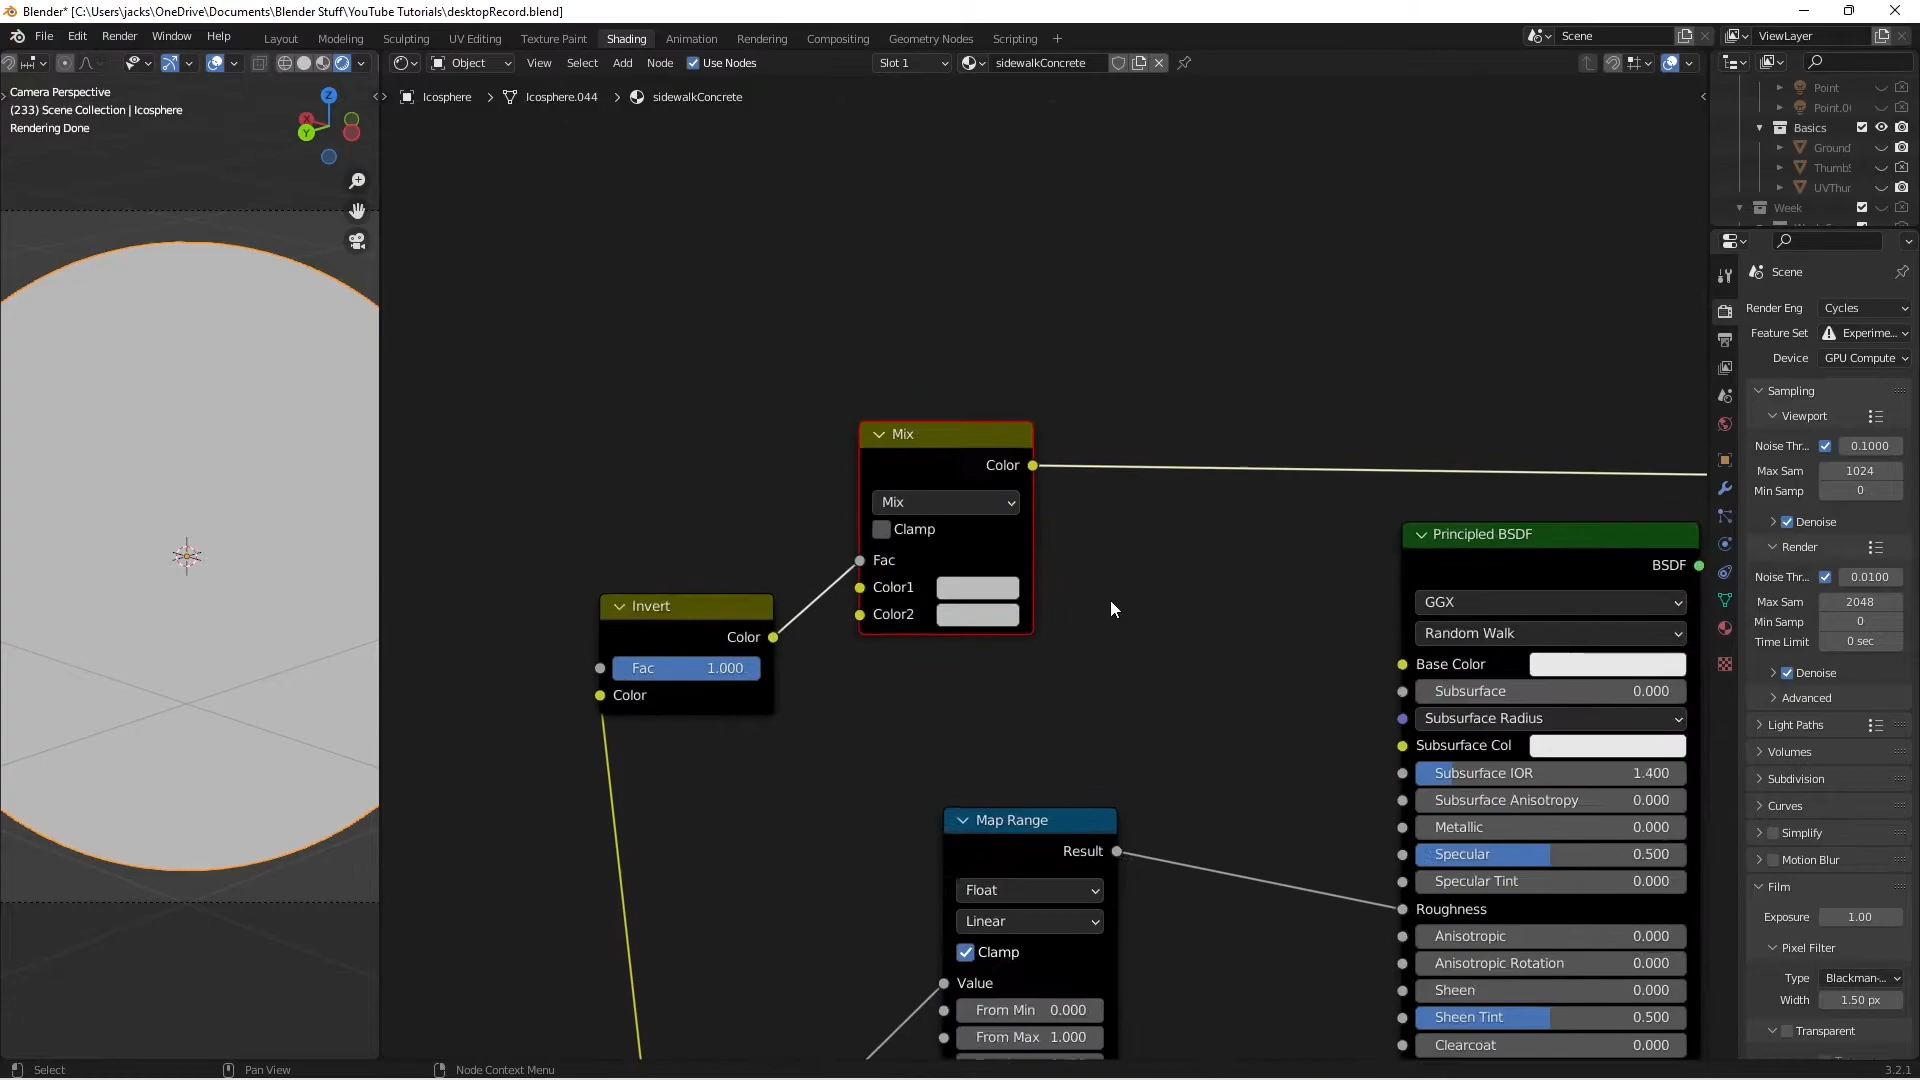 Blender* [C:\Users\jacks\OneDrive\Documents\Blender Stuff\YouTube Tutorials\desktopRecord.blend]
File Edit Render Window Help
Layout Modeling Sculpting UV Editing Texture Paint Shading Animation Rendering Compositing Geometry Nodes Scripting +
Scene
ViewLayer
Object View Select Add Node Use Nodes Slot 1 sidewalkConcrete
Icosphere > Icosphere.044 > sidewalkConcrete
Camera Perspective
(233) Scene Collection | Icosphere
Rendering Done
Z
X
Y
Mix
Color
Mix
Clamp
Fac
Color1
Color2
Invert
Color
Fac 1.000
Color
Map Range
Result
Float
Linear
Clamp
Value
From Min 0.000
From Max 1.000
Principled BSDF
BSDF
GGX
Random Walk
Base Color
Subsurface 0.000
Subsurface Radius
Subsurface Col
Subsurface IOR 1.400
Subsurface Anisotropy 0.000
Metallic 0.000
Specular 0.500
Specular Tint 0.000
Roughness
Anisotropic 0.000
Anisotropic Rotation 0.000
Sheen 0.000
Sheen Tint 0.500
Clearcoat 0.000
Point
Point.0
Basics
Ground
Thumb
UVThur
Week
Scene
Render Eng Cycles
Feature Set Experime...
Device GPU Compute
Sampling
Viewport
Noise Thr... 0.1000
Max Sam 1024
Min Samp 0
Denoise
Render
Noise Thr... 0.0100
Max Sam 2048
Min Samp 0
Time Limit 0 sec
Denoise
Advanced
Light Paths
Volumes
Subdivision
Curves
Simplify
Motion Blur
Film
Exposure 1.00
Pixel Filter
Type Blackman-...
Width 1.50 px
Transparent
Select Pan View Node Context Menu 3.2.1